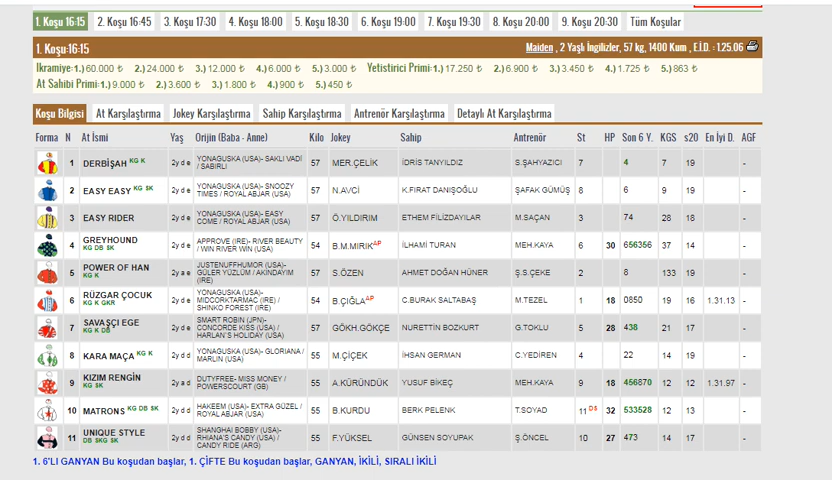 1. Koşu 16:15 2. Koşu 16:45 3. Koşu 17:30 4. Koşu 18:00 5. Koşu 18:30 6. Koşu 19:00 7. Koşu 19:30 8. Koşu 20:00 9. Koşu 20:30 Tüm Koşular
1. Koşu:16:15 Maiden , 2 Yaşlı İngilizler, 57 kg, 1400 Kum , E.İ.D. : 1.25.06
İkramiye:1.) 60.000 ₺ 2.) 24.000 ₺ 3.) 12.000 ₺ 4.) 6.000 ₺ 5.) 3.000 ₺ Yetistirici Primi:1.) 17.250 ₺ 2.) 6.900 ₺ 3.) 3.450 ₺ 4.) 1.725 ₺ 5.) 863 ₺
At Sahibi Primi:1.) 9.000 ₺ 2.) 3.600 ₺ 3.) 1.800 ₺ 4.) 900 ₺ 5.) 450 ₺
Koşu Bilgisi At Karşılaştırma Jokey Karşılaştırma Sahip Karşılaştırma Antrenör Karşılaştırma Detaylı At Karşılaştırma
Forma N At İsmi Yaş Orijin (Baba - Anne) Kilo Jokey Sahip Antrenör St HP Son 6 Y. KGS s20 En İyi D. AGF
1 DERBİŞAH KG K 2y d e YONAGUSKA (USA)- SAKLI VADİ / SABIRLI 57 MER.ÇELİK İDRİS TANYILDIZ S.ŞAHYAZICI 7 4 7 19 -
2 EASY EASY KG SK 2y d e YONAGUSKA (USA)- SNOOZY TIMES / ROYAL ABJAR (USA) 57 N.AVCİ K.FIRAT DANIŞOĞLU ŞAFAK GÜMÜŞ 8 6 9 19 -
3 EASY RIDER 2y d e YONAGUSKA (USA)- EASY COME / ROYAL ABJAR (USA) 57 Ö.YILDIRIM ETHEM FİLİZDAYILAR M.SAÇAN 3 74 28 18 -
4 GREYHOUND KG DB SK 2y d e APPROVE (IRE)- RIVER BEAUTY / WIN RIVER WIN (USA) 54 B.M.MIRIK AP İLHAMİ TURAN MEH.KAYA 6 30 656356 37 14 -
5 POWER OF HAN KG K 2y a e JUSTENUFFHUMOR (USA)- GÜLER YÜZLÜM / AKINDAYIM (IRE) 57 S.ÖZEN AHMET DOĞAN HÜNER Ş.S.ÇEKE 2 8 133 19 -
6 RÜZGAR ÇOCUK KG K GKR 2y d e YONAGUSKA (USA)- MIDCORKTARMAC (IRE) / SHINKO FOREST (IRE) 54 B.ÇIĞLA AP C.BURAK SALTABAŞ M.TEZEL 1 18 0850 19 16 1.31.13 -
7 SAVAŞÇI EGE KG K DB 2y d e SMART ROBIN (JPN)- CONCORDE KISS (USA) / HARLAN'S HOLIDAY (USA) 57 GÖKH.GÖKÇE NURETTİN BOZKURT G.TOKLU 5 28 438 21 17 -
8 KARA MAÇA KG K 2y d d YONAGUSKA (USA)- GLORIANA / MARLIN (USA) 55 M.ÇİÇEK İHSAN GERMAN C.YEDİREN 4 22 14 19 -
9 KIZIM RENGİN KG SK 2y a d DUTYFREE- MISS MONEY / POWERSCOURT (GB) 55 A.KÜRÜNDÜK YUSUF BİKEÇ MEH.KAYA 9 18 456870 12 12 1.31.97 -
10 MATRONS KG DB SK 2y d d HAKEEM (USA)- EXTRA GÜZEL / ROYAL ABJAR (USA) 55 B.KURDU BERK PELENK T.SOYAD 11 DS 32 533528 12 13 -
11 UNIQUE STYLE DB SKG SK 2y d d SHANGHAI BOBBY (USA)- RHIANA'S CANDY (USA) / CANDY RIDE (ARG) 55 F.YÜKSEL GÜNSEN SOYUPAK Ş.ÖNCEL 10 27 473 14 17 -
1. 6'LI GANYAN Bu koşudan başlar, 1. ÇİFTE Bu koşudan başlar, GANYAN, İKİLİ, SIRALI İKİLİ